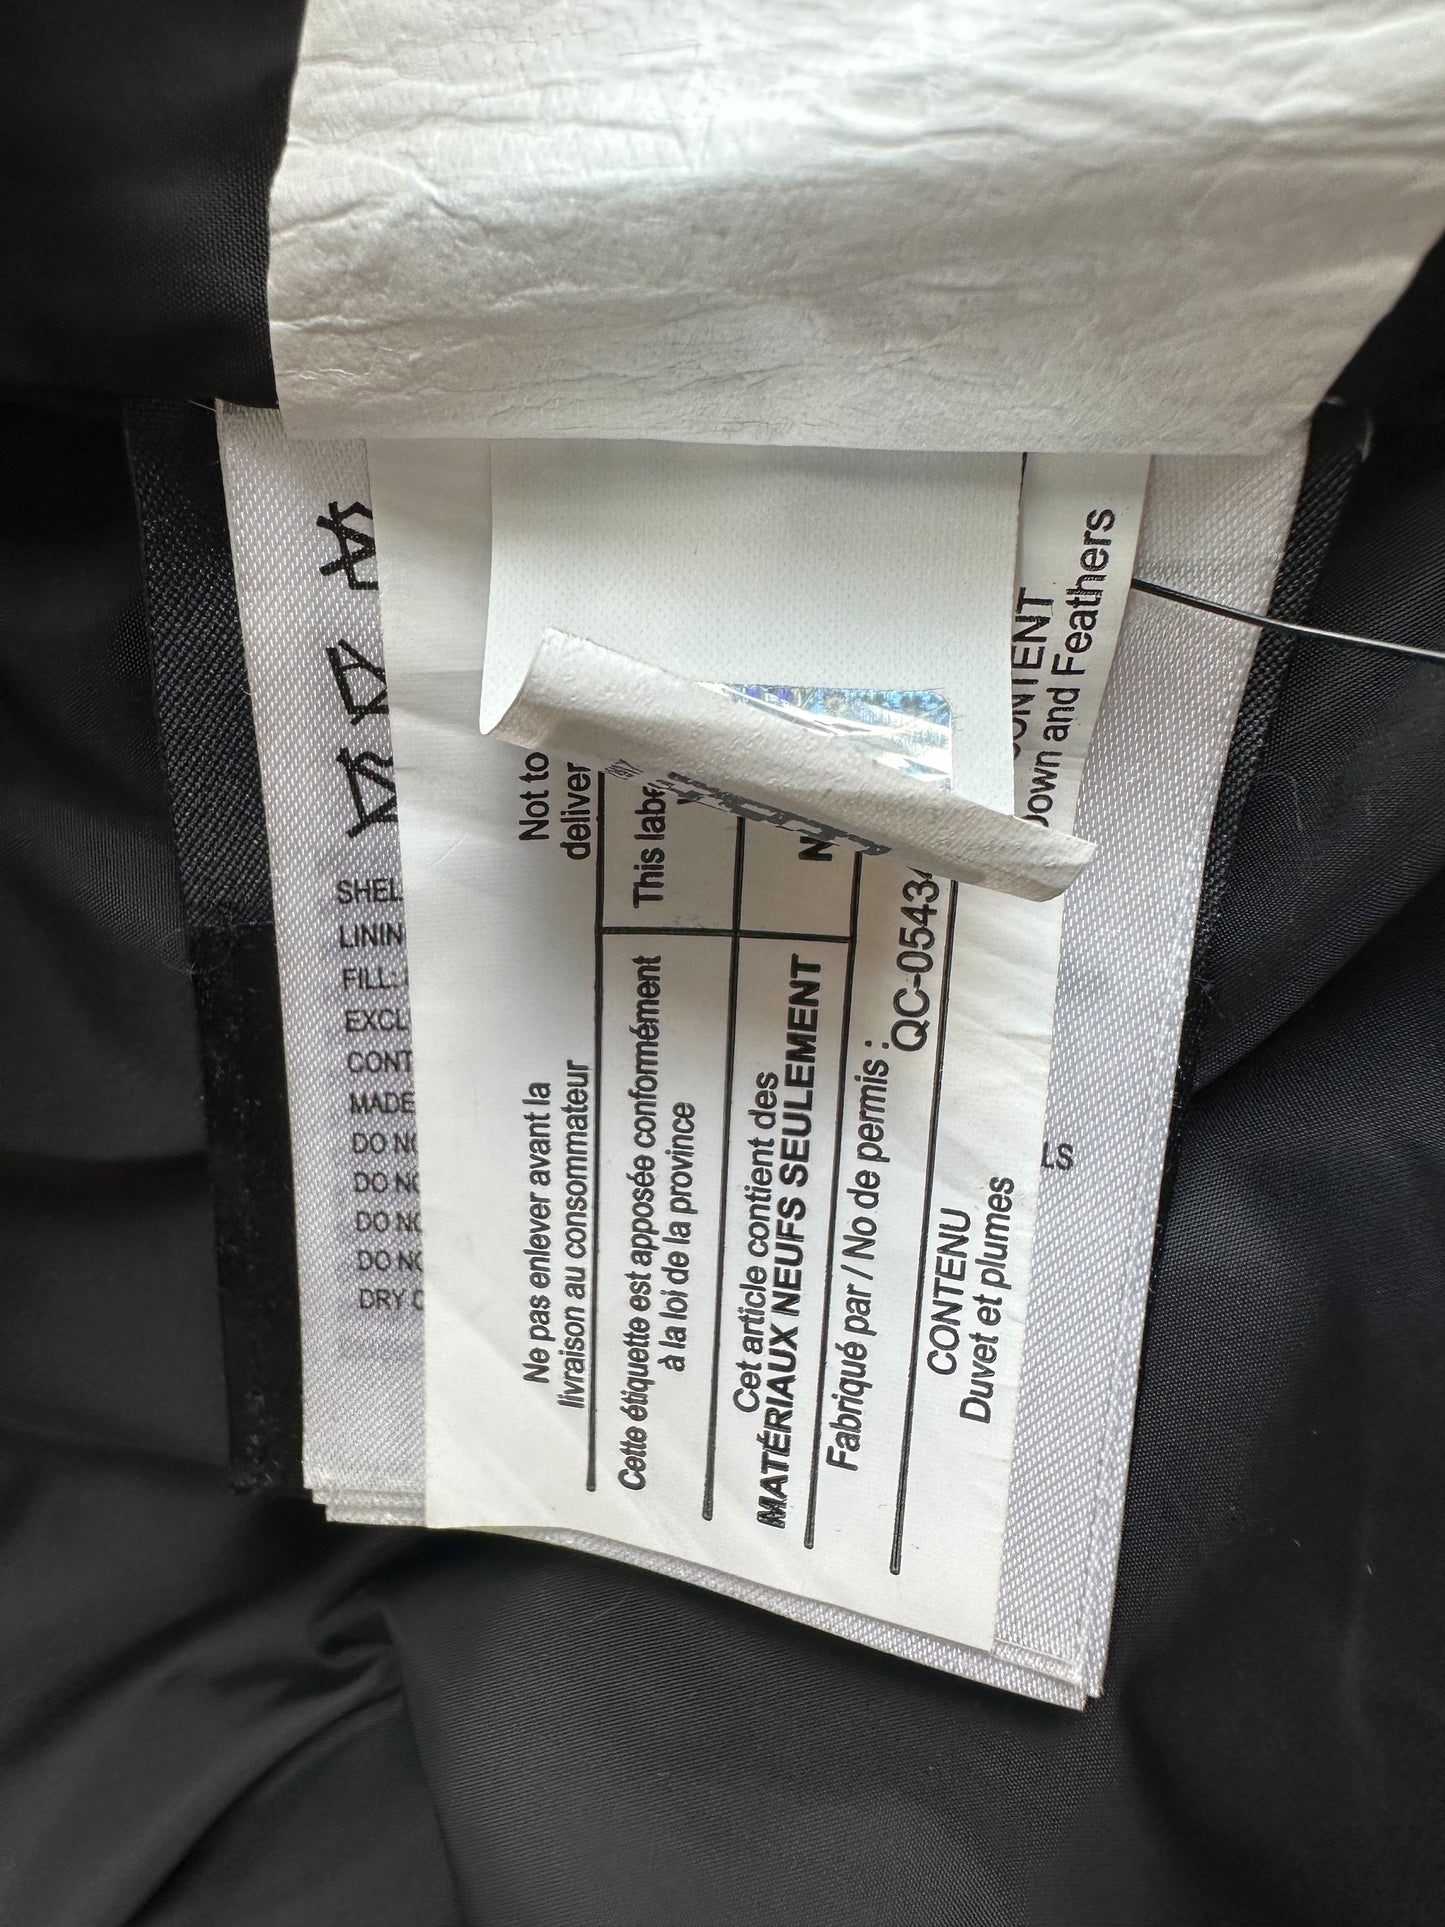 SHEL
LININ
FILL:
EXCL
CONT
MADE
DO NO
DO NO
DO NO
DO NO
DRY C
Not to
deliver
This labe
Ne pas enlever avant la
livraison au consommateur
Cette étiquette est apposée conformément
à la loi de la province
Cet article contient des
MATÉRIAUX NEUFS SEULEMENT
N
Fabriqué par / No de permis :
QC-0543
CONTENU
Duvet et plumes
ONTENT
Down and Feathers
LS